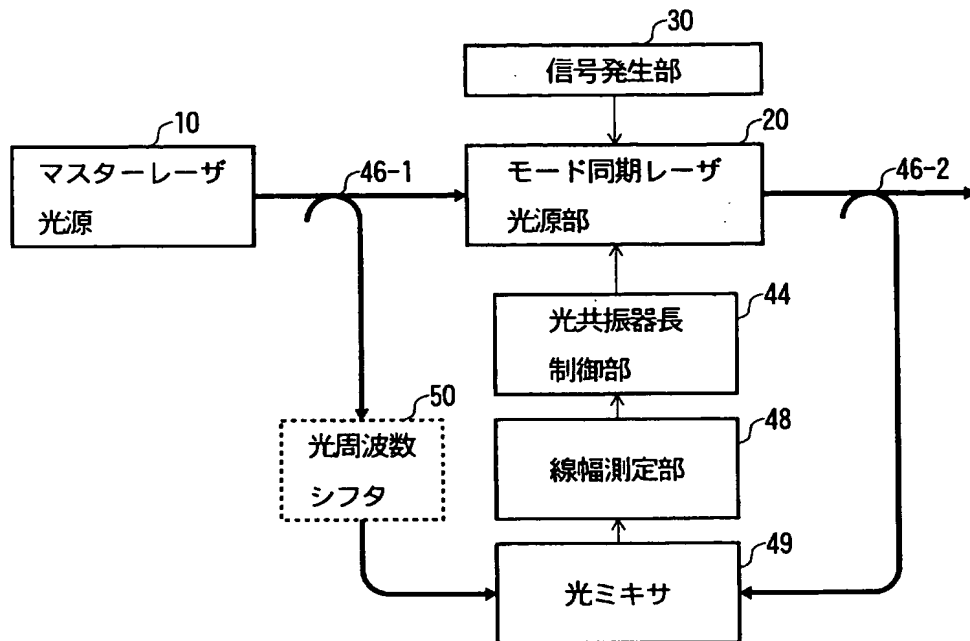 30
信号発生部
10
マスターレーザ
光源
46-1
20
モード同期レーザ
光源部
46-2
44
光共振器長
制御部
50
光周波数
シフタ
48
線幅測定部
49
光ミキサ